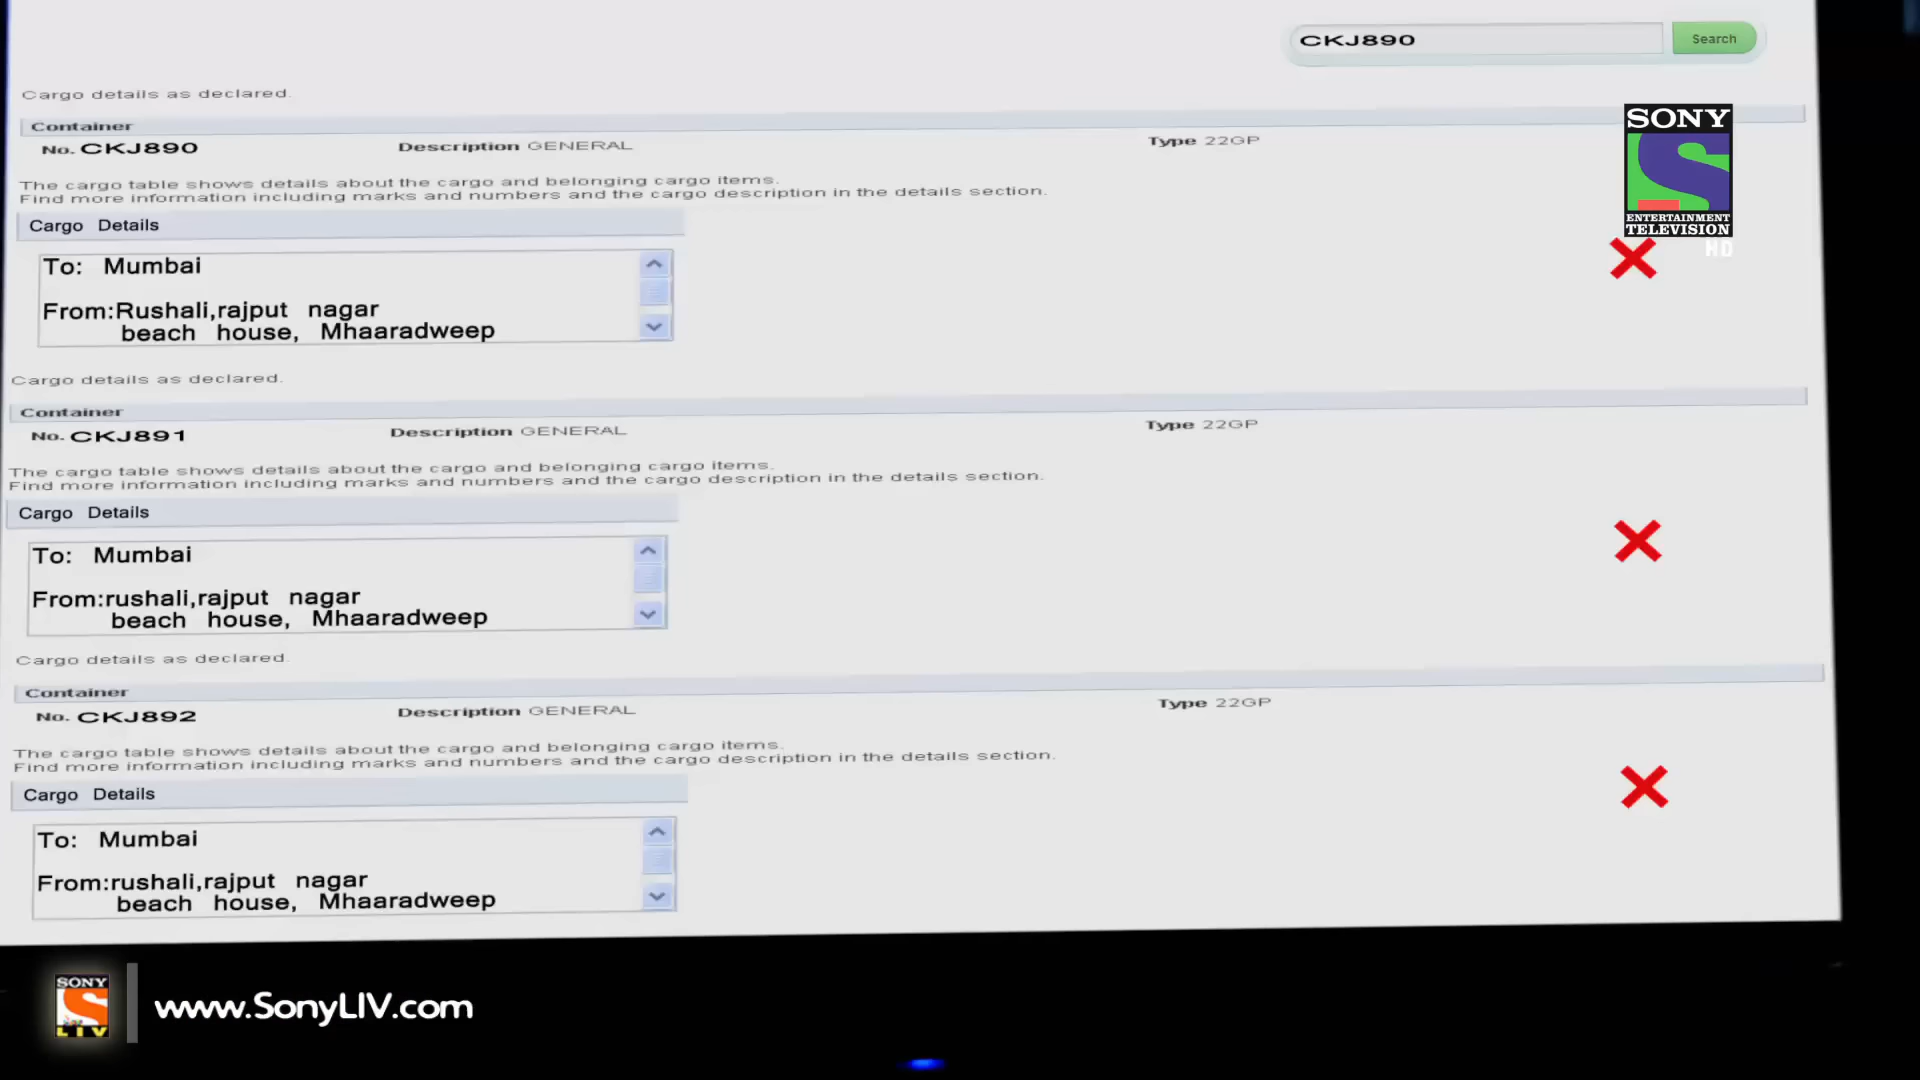 CKJ890 Search
Cargo details as declared.
Container
No. CKJ890 Description GENERAL Type 22GP
The cargo table shows details about the cargo and belonging cargo items.
Find more information including marks and numbers and the cargo description in the details section.
Cargo Details
To: Mumbai
From:Rushali,rajput nagar
beach house, Mhaaradweep
Cargo details as declared.
Container
No. CKJ891 Description GENERAL Type 22GP
The cargo table shows details about the cargo and belonging cargo items.
Find more information including marks and numbers and the cargo description in the details section.
Cargo Details
To: Mumbai
From:rushali,rajput nagar
beach house, Mhaaradweep
Cargo details as declared.
Container
No. CKJ892 Description GENERAL Type 22GP
The cargo table shows details about the cargo and belonging cargo items.
Find more information including marks and numbers and the cargo description in the details section.
Cargo Details
To: Mumbai
From:rushali,rajput nagar
beach house, Mhaaradweep
SONY
ENTERTAINMENT
TELEVISION
HD
SONY
LIV
www.SonyLIV.com